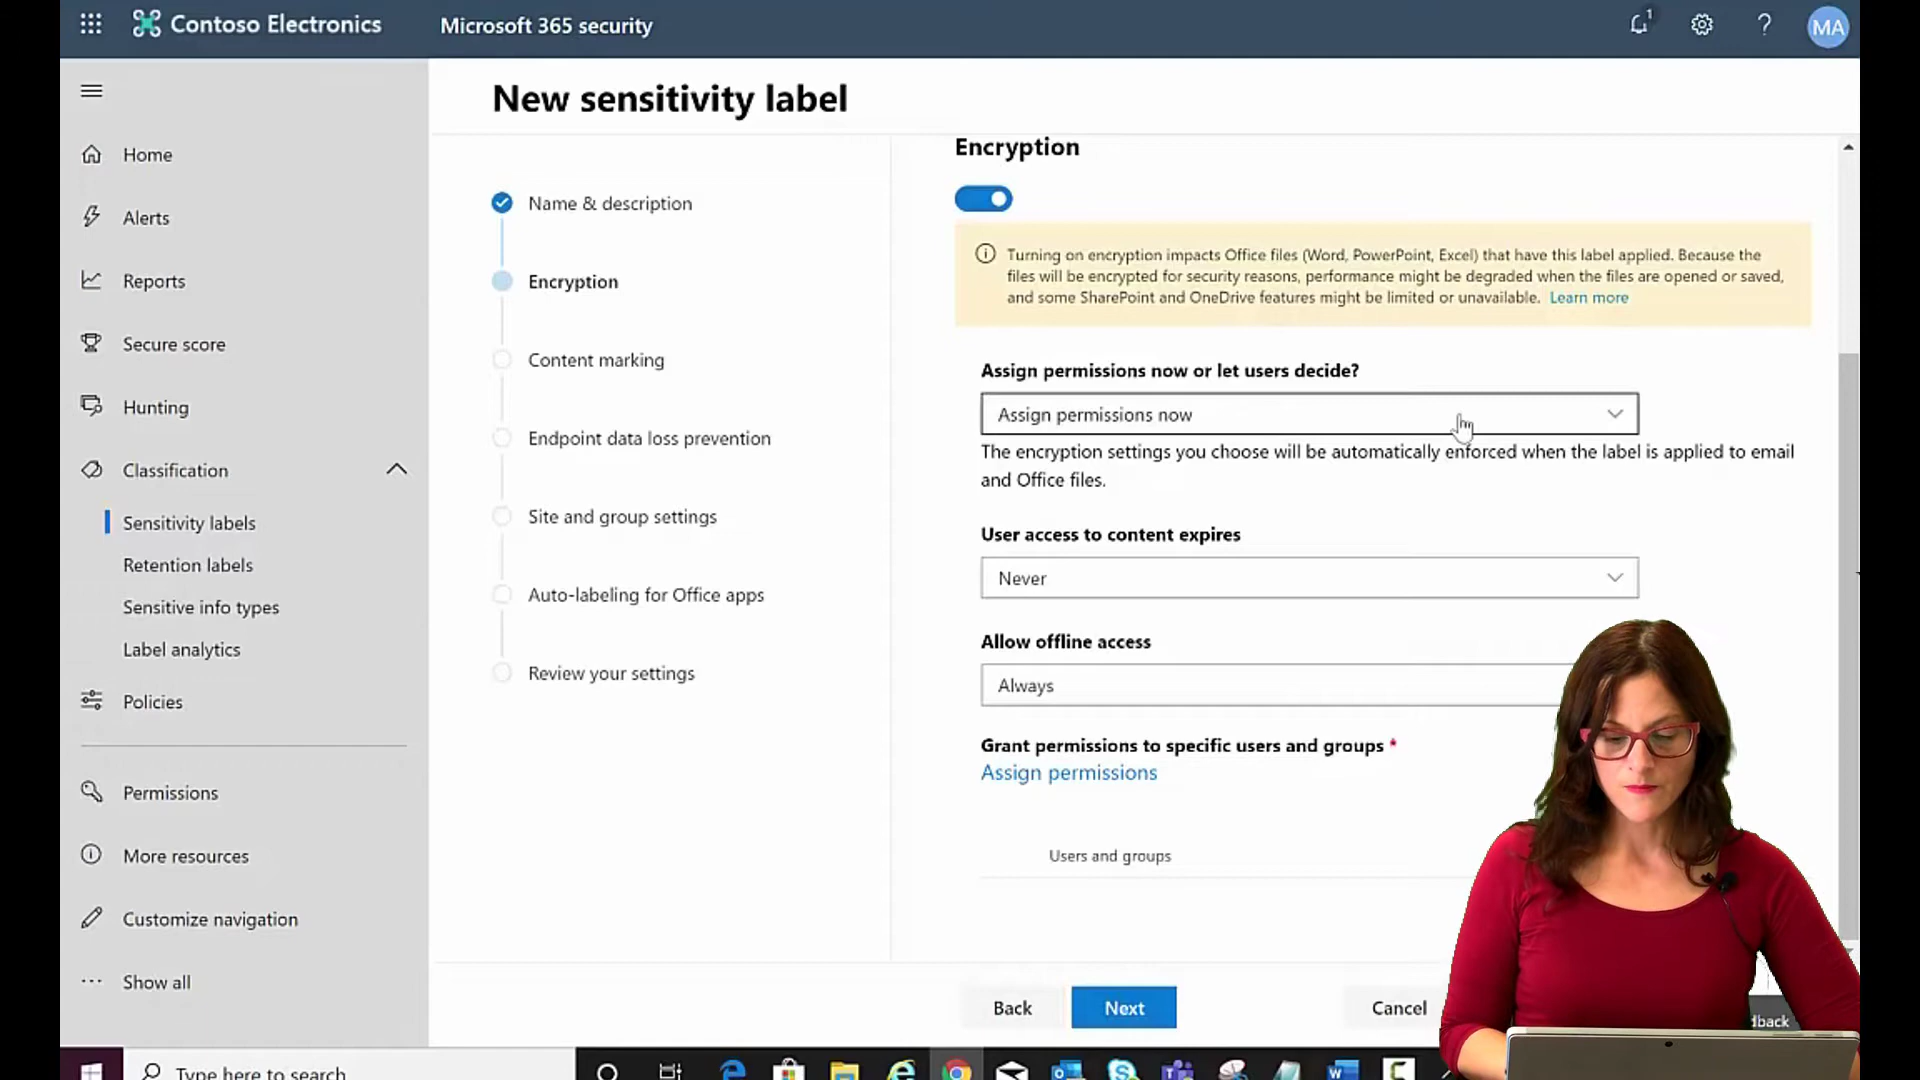 Contoso Electronics
Microsoft 365 security
1
MA
New sensitivity label
Home
Alerts
Reports
Secure score
Hunting
Classification
Sensitivity labels
Retention labels
Sensitive info types
Label analytics
Policies
Permissions
More resources
Customize navigation
Show all
Name & description
Encryption
Content marking
Endpoint data loss prevention
Site and group settings
Auto-labeling for Office apps
Review your settings
Encryption
Turning on encryption impacts Office files (Word, PowerPoint, Excel) that have this label applied. Because the
files will be encrypted for security reasons, performance might be degraded when the files are opened or saved,
and some SharePoint and OneDrive features might be limited or unavailable. Learn more
Assign permissions now or let users decide?
Assign permissions now
The encryption settings you choose will be automatically enforced when the label is applied to email
and Office files.
User access to content expires
Never
Allow offline access
Always
Grant permissions to specific users and groups *
Assign permissions
Users and groups
Back
Next
Cancel
dback
Type here to search